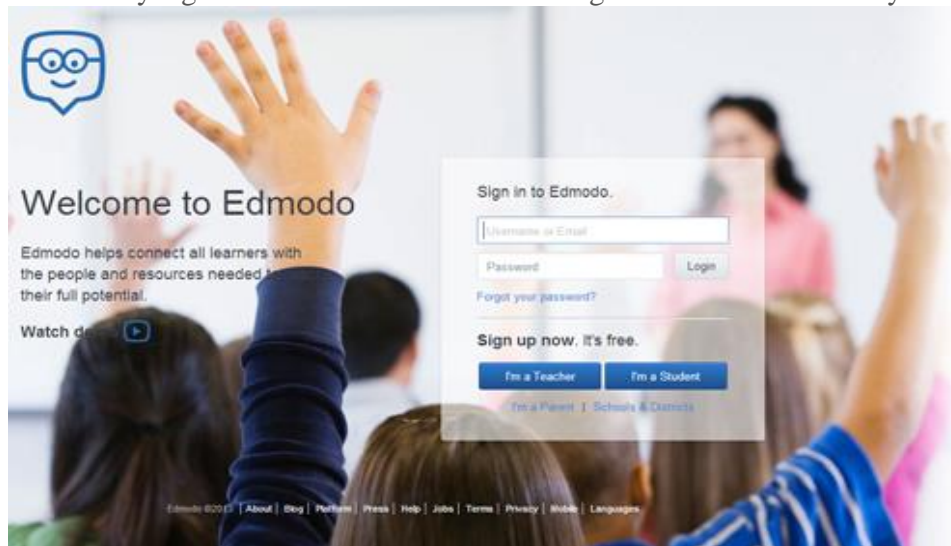 Welcome to Edmodo
Edmodo helps connect all learners with
the people and resources needed
their full potential.
Watch
Sign in to Edmodo.
Username or Email
Password
Login
Forgot your password?
Sign up now. It's free.
I'm a Teacher
I'm a Student
I'm a Parent | Schools & Districts
Edmodo ©2013 | About | Blog | Platform | Press | Help | Jobs | Terms | Privacy | Mobile | Languages